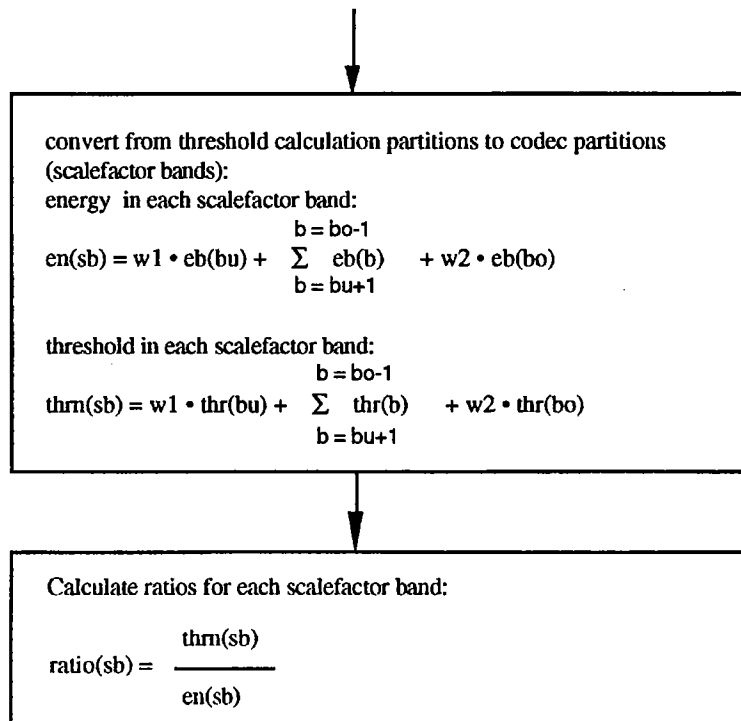 convert from threshold calculation partitions to codec partitions
(scalefactor bands):
energy in each scalefactor band:
b = bo-1
en(sb) = w1 • eb(bu) + Σ eb(b) + w2 • eb(bo)
b = bu+1
threshold in each scalefactor band:
b = bo-1
thrn(sb) = w1 • thr(bu) + Σ thr(b) + w2 • thr(bo)
b = bu+1
Calculate ratios for each scalefactor band:
thrn(sb)
ratio(sb) =
en(sb)